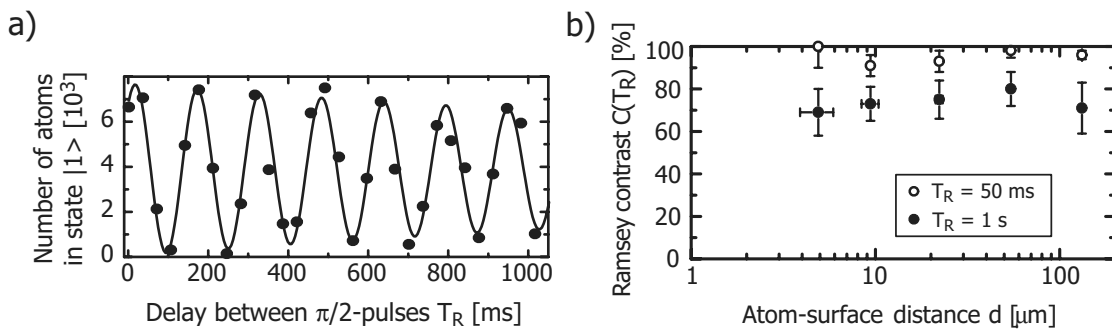 a)
Number of atoms
in state |1> [10³]
8
6
4
2
0
0 200 400 600 800 1000
Delay between π/2-pulses T_R [ms]
b)
Ramsey contrast C(T_R) [%]
100
80
60
40
20
0
T_R = 50 ms
T_R = 1 s
1 10 100
Atom-surface distance d [μm]